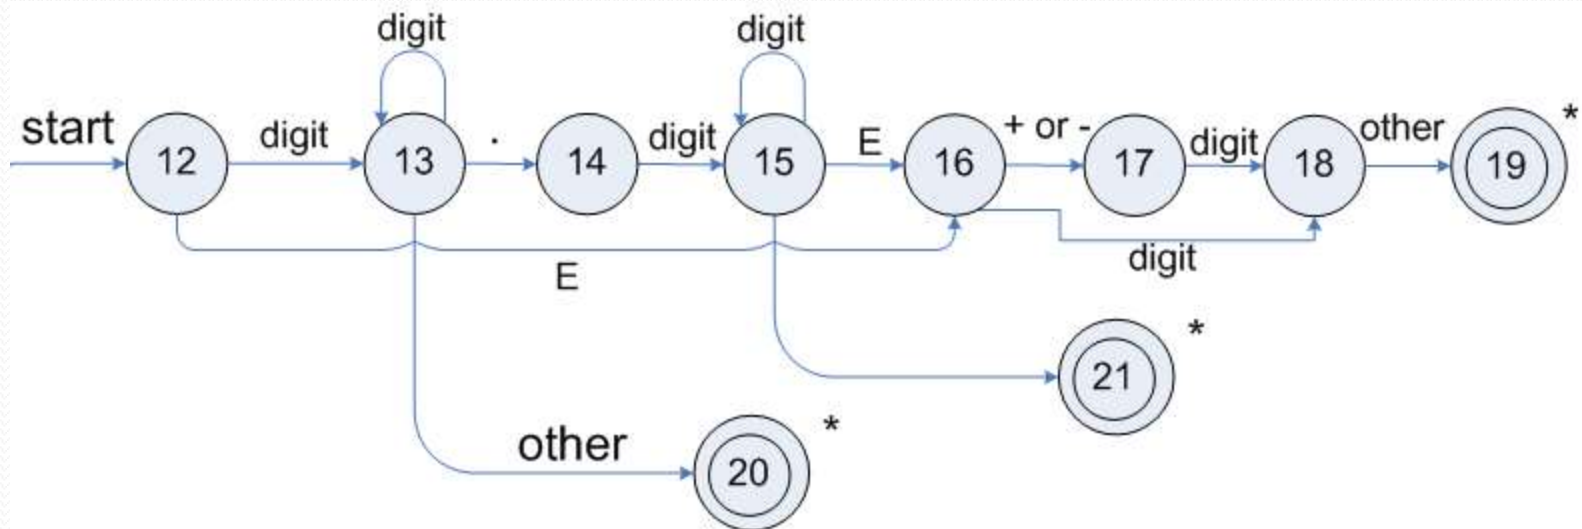 digit digit
start digit . digit E + or - digit other *
12 13 14 15 16 17 18 19
E digit
21 *
other 20 *